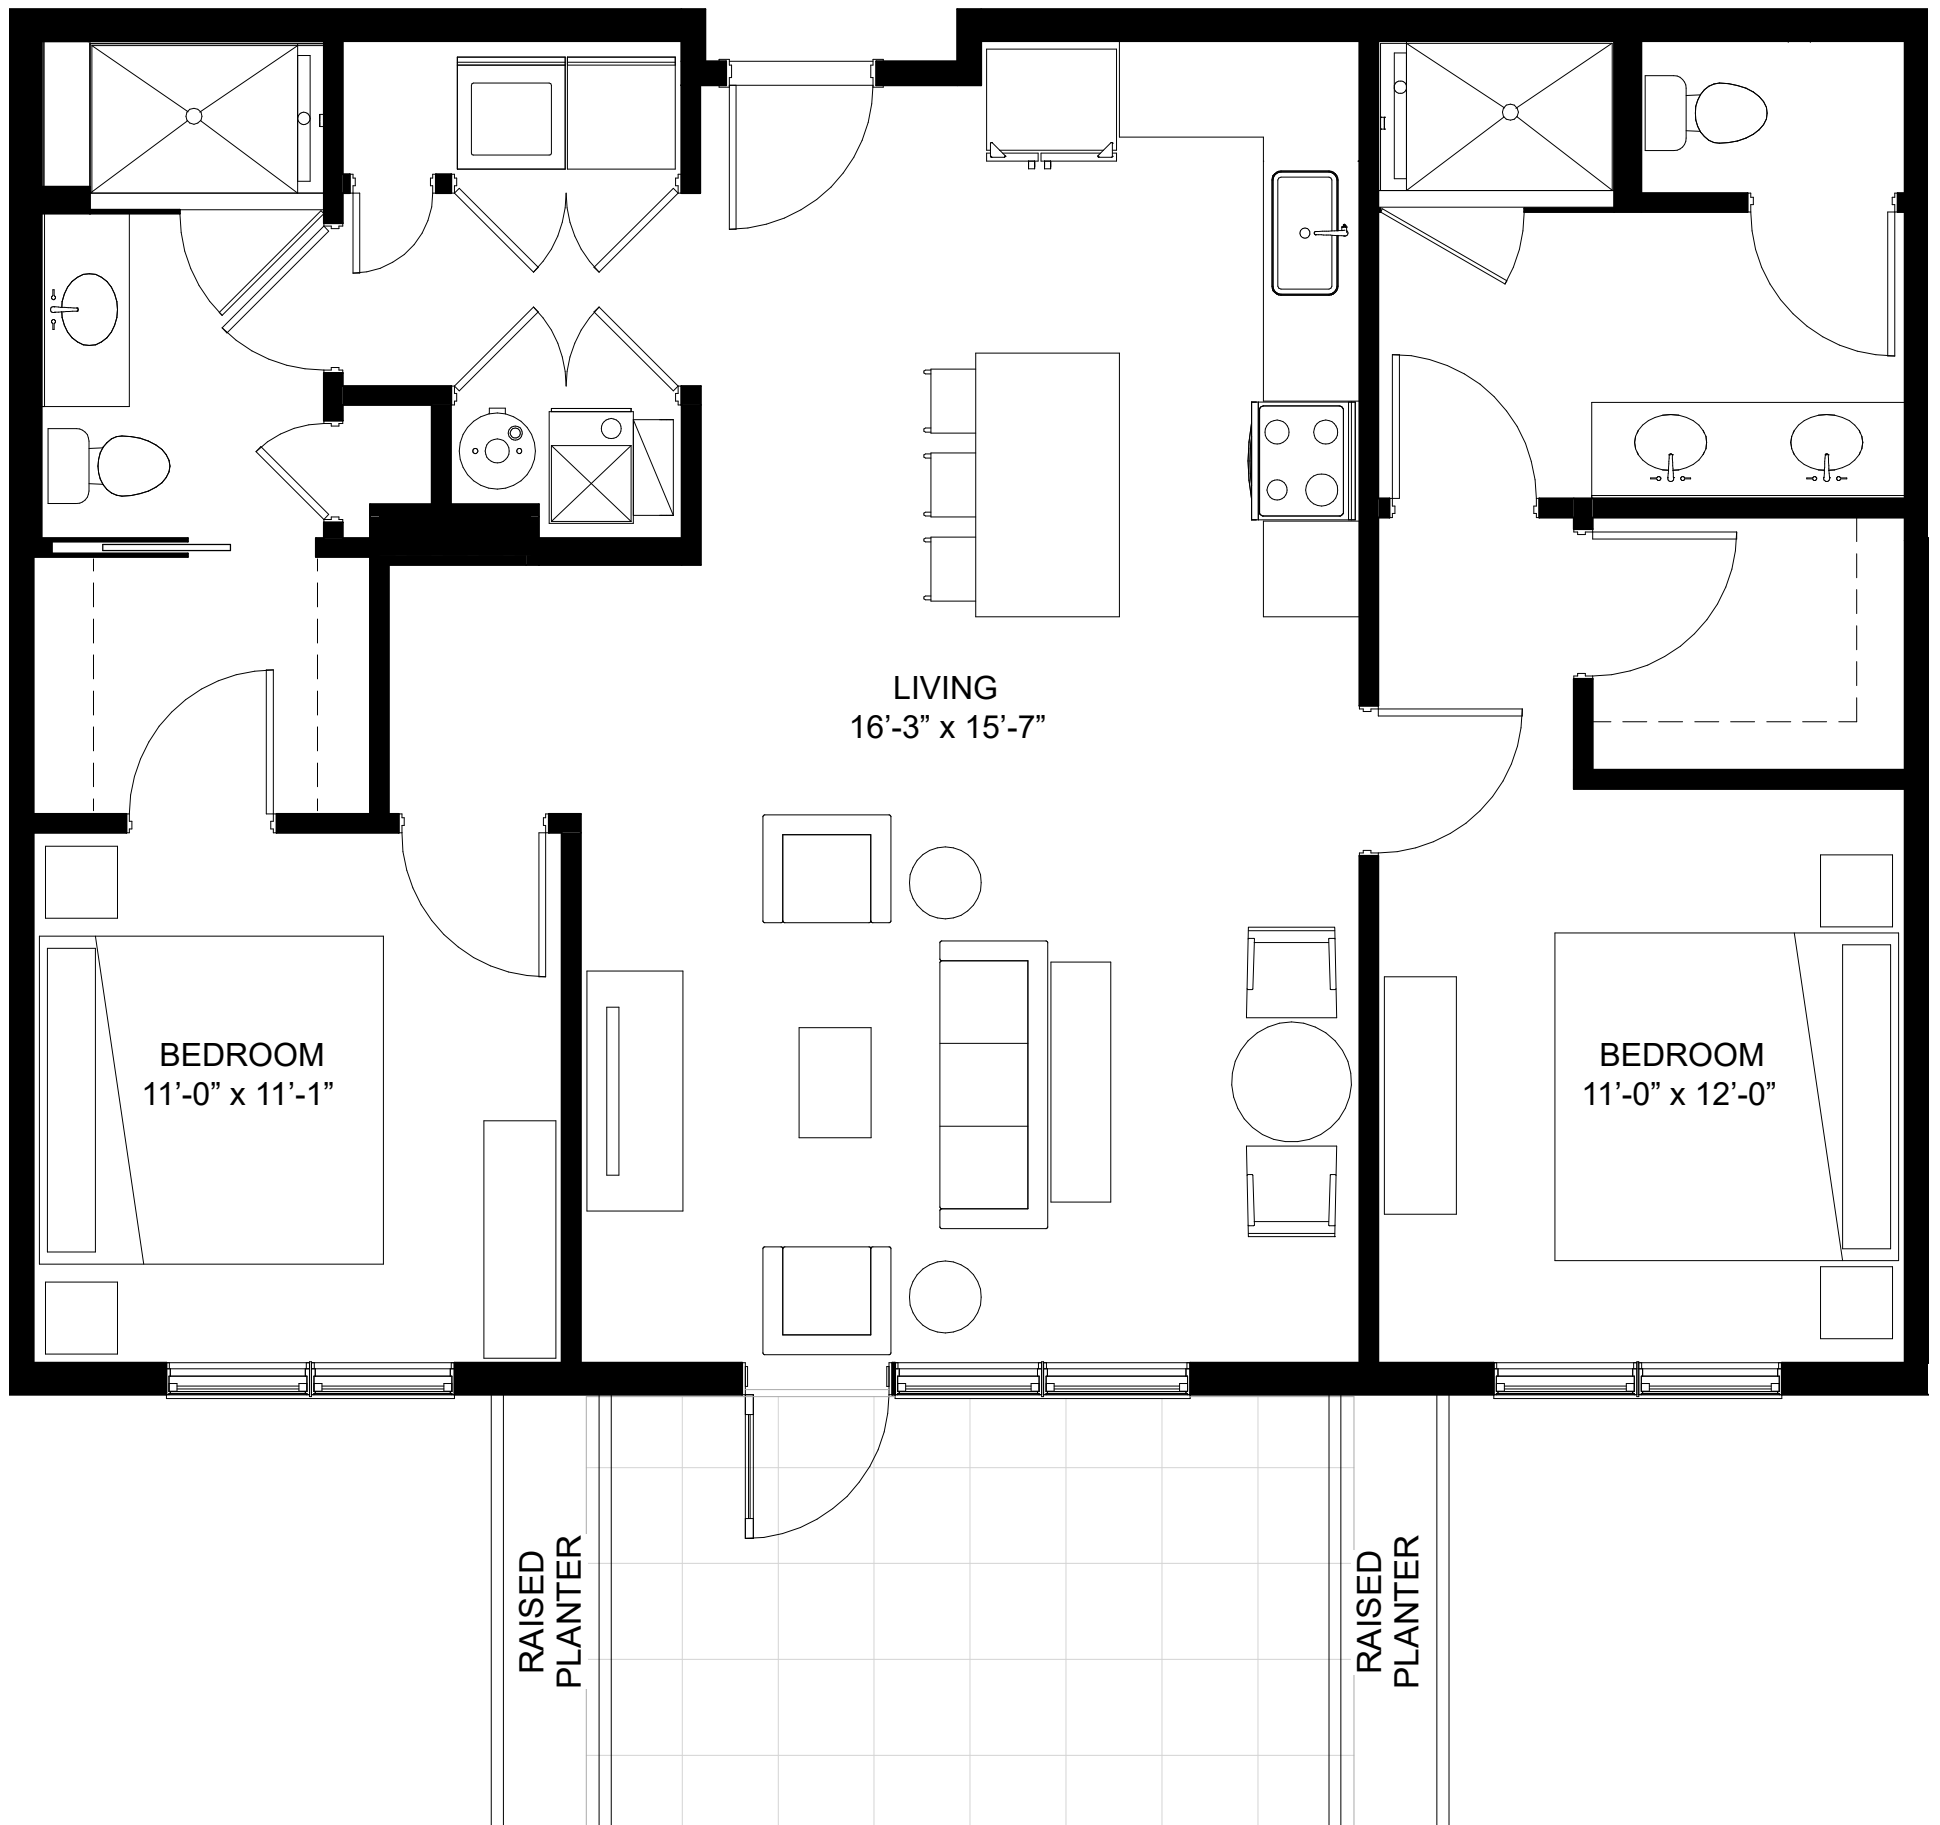 LIVING
16’-3” x 15’-7”
BEDROOM
11’-0” x 11’-1”
BEDROOM
11’-0” x 12’-0”
RAISED
PLANTER
RAISED
PLANTER